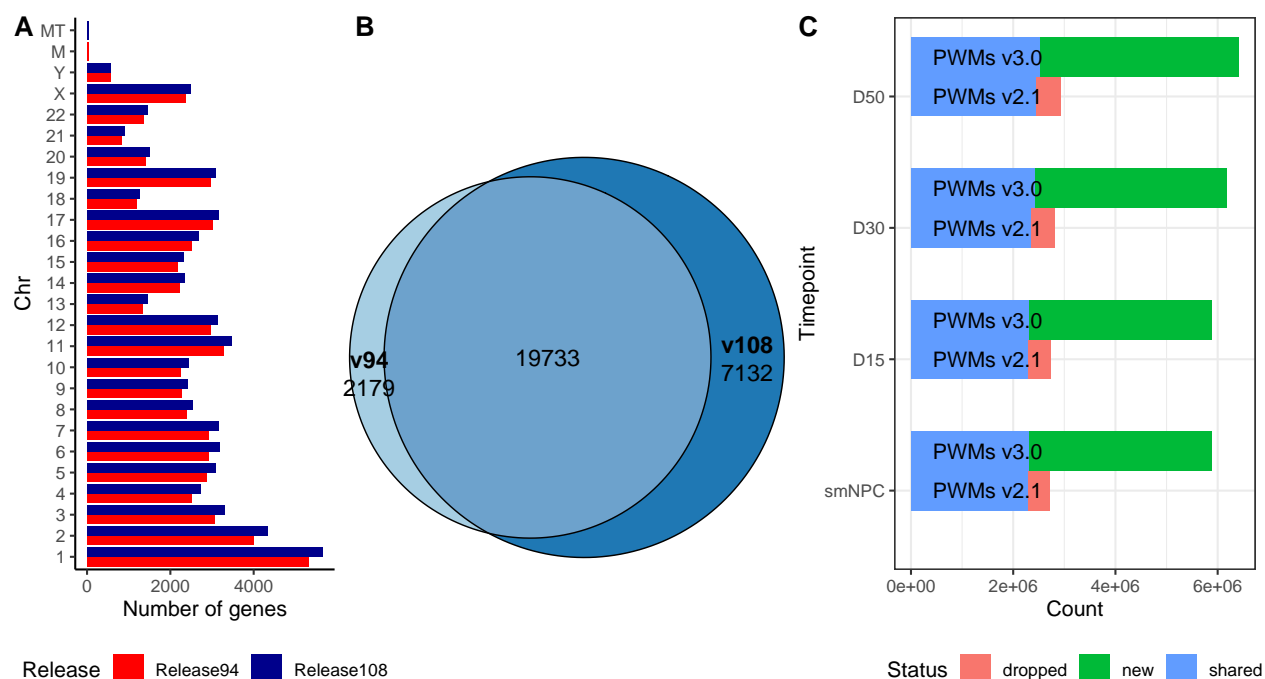 A
MT
M
Y
X
22
21
20
19
18
17
16
15
14
13
12
11
10
9
8
7
6
5
4
3
2
1
Chr
0 2000 4000
Number of genes
Release Release94 Release108
B
v94
2179
19733
v108
7132
C
Timepoint
D50
PWMs v3.0
PWMs v2.1
D30
PWMs v3.0
PWMs v2.1
D15
PWMs v3.0
PWMs v2.1
smNPC
PWMs v3.0
PWMs v2.1
0e+00 2e+06 4e+06 6e+06
Count
Status dropped new shared